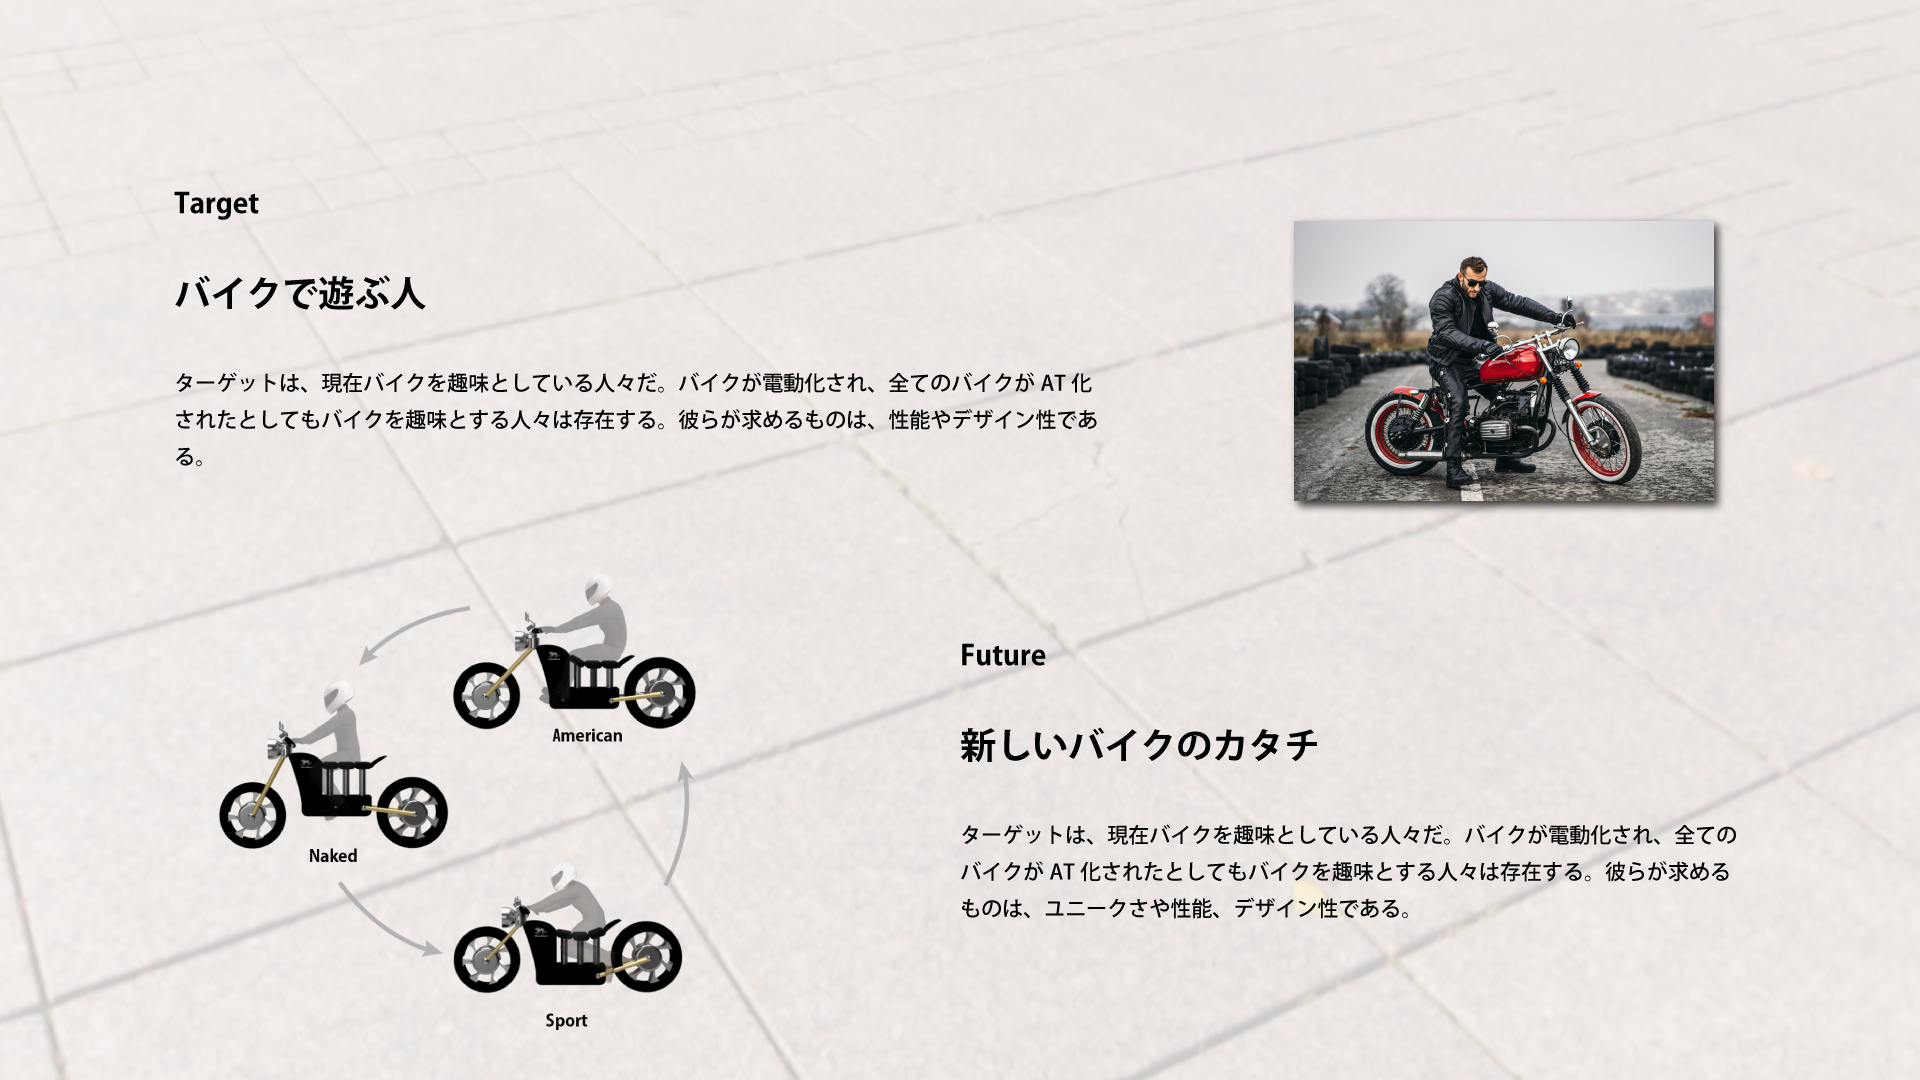 Target
バイクで遊ぶ人
ターゲットは、現在バイクを趣味としている人々だ。バイクが電動化され、全てのバイクが AT 化
されたとしてもバイクを趣味とする人々は存在する。彼らが求めるものは、性能やデザイン性であ
る。
American
Naked
Sport
Future
新しいバイクのカタチ
ターゲットは、現在バイクを趣味としている人々だ。バイクが電動化され、全ての
バイクが AT 化されたとしてもバイクを趣味とする人々は存在する。彼らが求める
ものは、ユニークさや性能、デザイン性である。